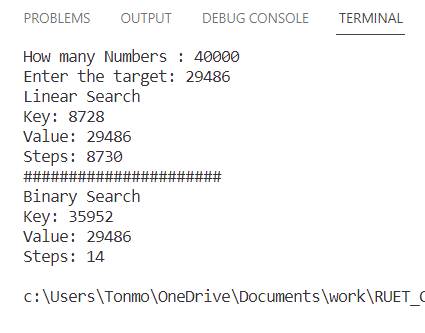 PROBLEMS OUTPUT DEBUG CONSOLE TERMINAL
How many Numbers : 40000
Enter the target: 29486
Linear Search
Key: 8728
Value: 29486
Steps: 8730
######################
Binary Search
Key: 35952
Value: 29486
Steps: 14
c:\Users\Tonmo\OneDrive\Documents\work\RUET_